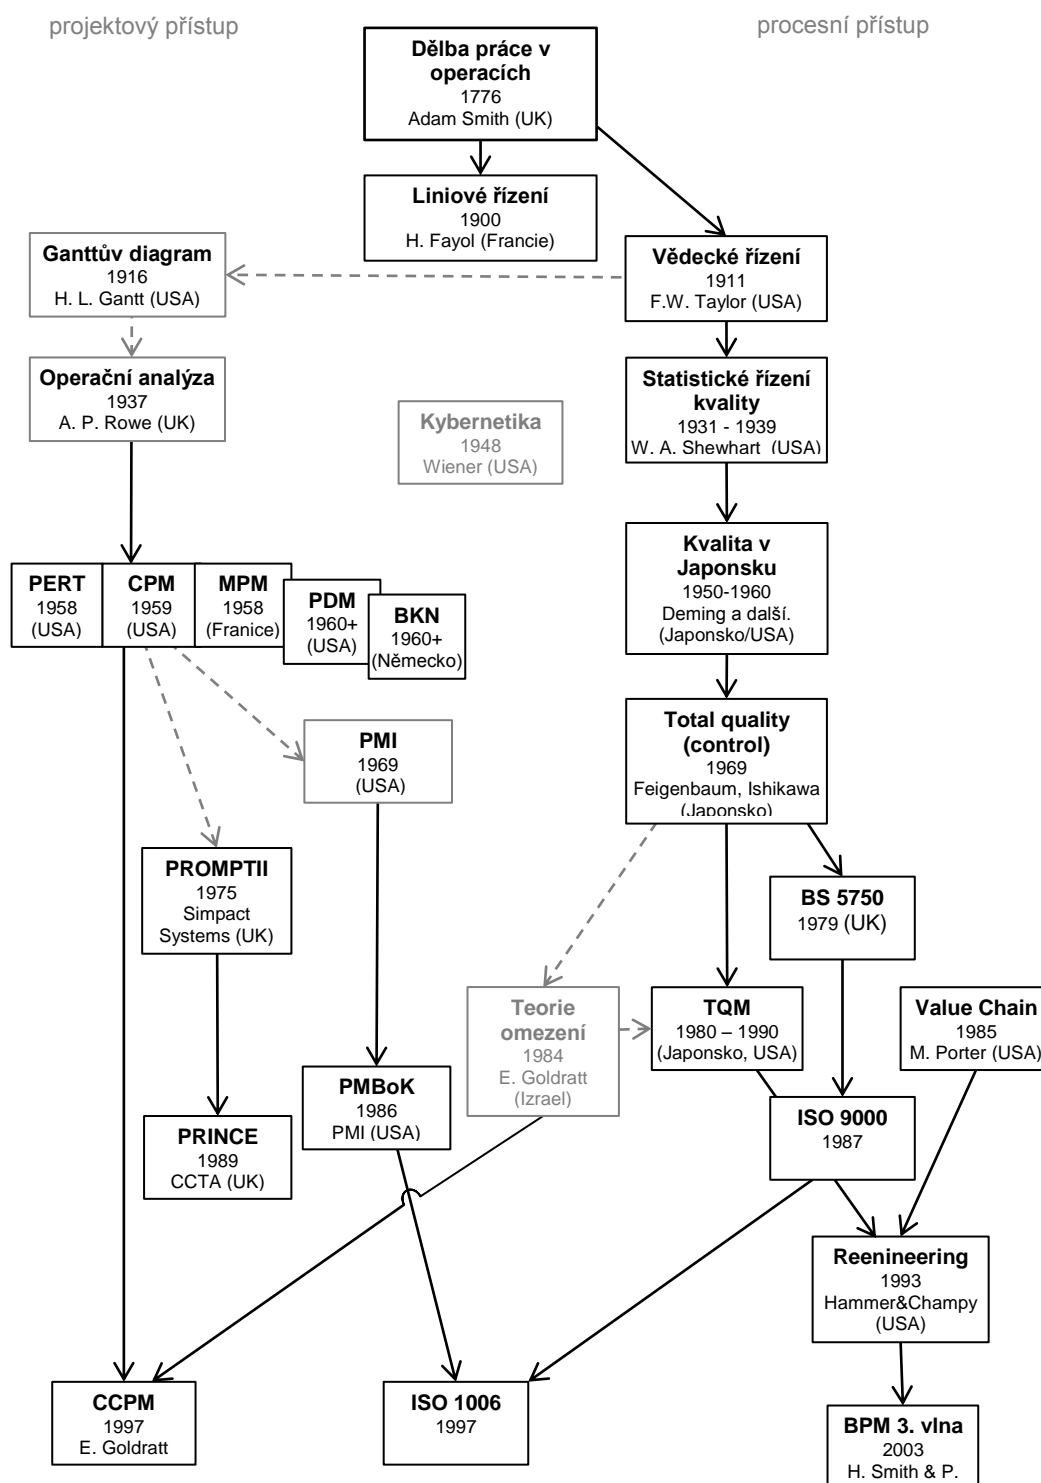 projektový přístup
procesní přístup
Dělba práce v
operacích
1776
Adam Smith (UK)
Liniové řízení
1900
H. Fayol (Francie)
Ganttův diagram
1916
H. L. Gantt (USA)
Vědecké řízení
1911
F.W. Taylor (USA)
Operační analýza
1937
A. P. Rowe (UK)
Statistické řízení
kvality
1931 - 1939
W. A. Shewhart (USA)
Kybernetika
1948
Wiener (USA)
Kvalita v
Japonsku
1950-1960
Deming a další.
(Japonsko/USA)
PERT
1958
(USA)
CPM
1959
(USA)
MPM
1958
(Franice)
PDM
1960+
(USA)
BKN
1960+
(Německo)
Total quality
(control)
1969
Feigenbaum, Ishikawa
(Japonsko)
PMI
1969
(USA)
PROMPTII
1975
Simpact
Systems (UK)
BS 5750
1979 (UK)
Teorie
omezení
1984
E. Goldratt
(Izrael)
TQM
1980 – 1990
(Japonsko, USA)
Value Chain
1985
M. Porter (USA)
PMBoK
1986
PMI (USA)
ISO 9000
1987
PRINCE
1989
CCTA (UK)
Reenineering
1993
Hammer&Champy
(USA)
CCPM
1997
E. Goldratt
ISO 1006
1997
BPM 3. vlna
2003
H. Smith & P.